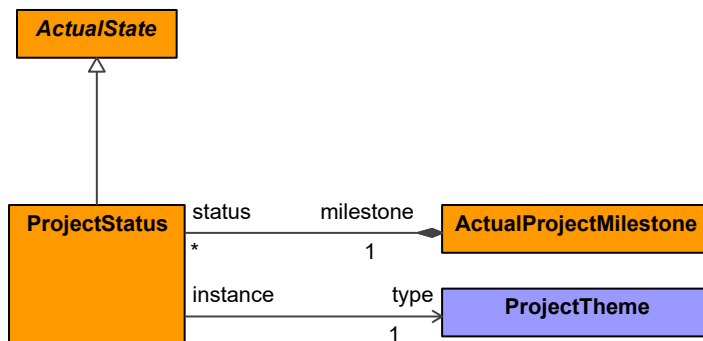 ActualState
ProjectStatus
status milestone
ActualProjectMilestone
* 1
instance type
ProjectTheme
1